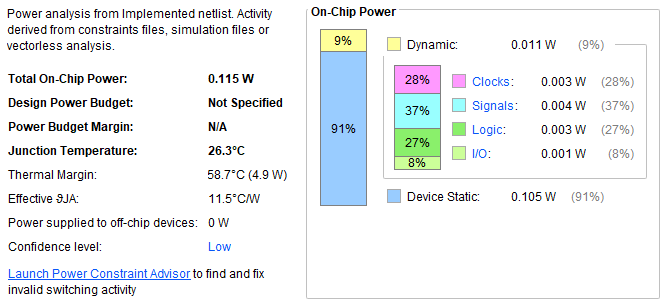 Power analysis from Implemented netlist. Activity
derived from constraints files, simulation files or
vectorless analysis.
Total On-Chip Power: 0.115 W
Design Power Budget: Not Specified
Power Budget Margin: N/A
Junction Temperature: 26.3°C
Thermal Margin: 58.7°C (4.9 W)
Effective ϑJA: 11.5°C/W
Power supplied to off-chip devices: 0 W
Confidence level: Low
Launch Power Constraint Advisor to find and fix
invalid switching activity
On-Chip Power
9%
91%
Dynamic: 0.011 W (9%)
28%
37%
27%
8%
Clocks: 0.003 W (28%)
Signals: 0.004 W (37%)
Logic: 0.003 W (27%)
I/O: 0.001 W (8%)
Device Static: 0.105 W (91%)